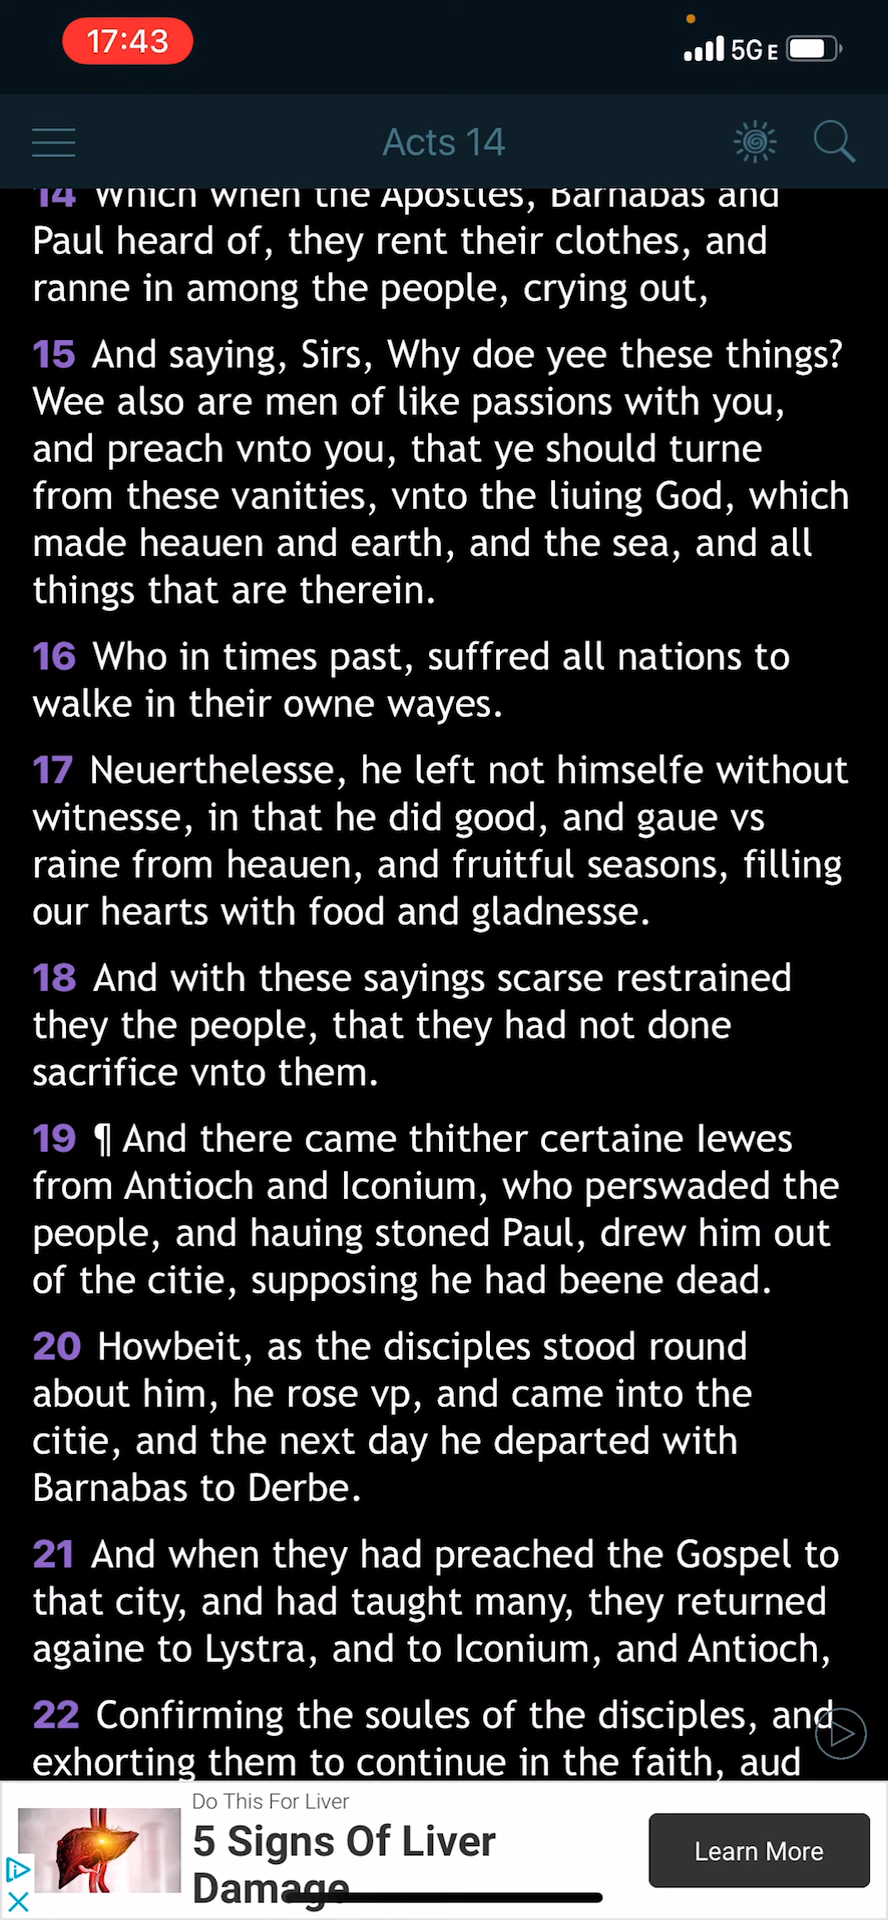 17:43
5G E
Acts 14
14 Which when the Apostles, Barnabas and
Paul heard of, they rent their clothes, and
ranne in among the people, crying out,
15 And saying, Sirs, Why doe yee these things?
Wee also are men of like passions with you,
and preach vnto you, that ye should turne
from these vanities, vnto the liuing God, which
made heauen and earth, and the sea, and all
things that are therein.
16 Who in times past, suffred all nations to
walke in their owne wayes.
17 Neuerthelesse, he left not himselfe without
witnesse, in that he did good, and gaue vs
raine from heauen, and fruitful seasons, filling
our hearts with food and gladnesse.
18 And with these sayings scarse restrained
they the people, that they had not done
sacrifice vnto them.
19 ¶ And there came thither certaine Iewes
from Antioch and Iconium, who perswaded the
people, and hauing stoned Paul, drew him out
of the citie, supposing he had beene dead.
20 Howbeit, as the disciples stood round
about him, he rose vp, and came into the
citie, and the next day he departed with
Barnabas to Derbe.
21 And when they had preached the Gospel to
that city, and had taught many, they returned
againe to Lystra, and to Iconium, and Antioch,
22 Confirming the soules of the disciples, and
exhorting them to continue in the faith, aud
Do This For Liver
5 Signs Of Liver
Damage
Learn More